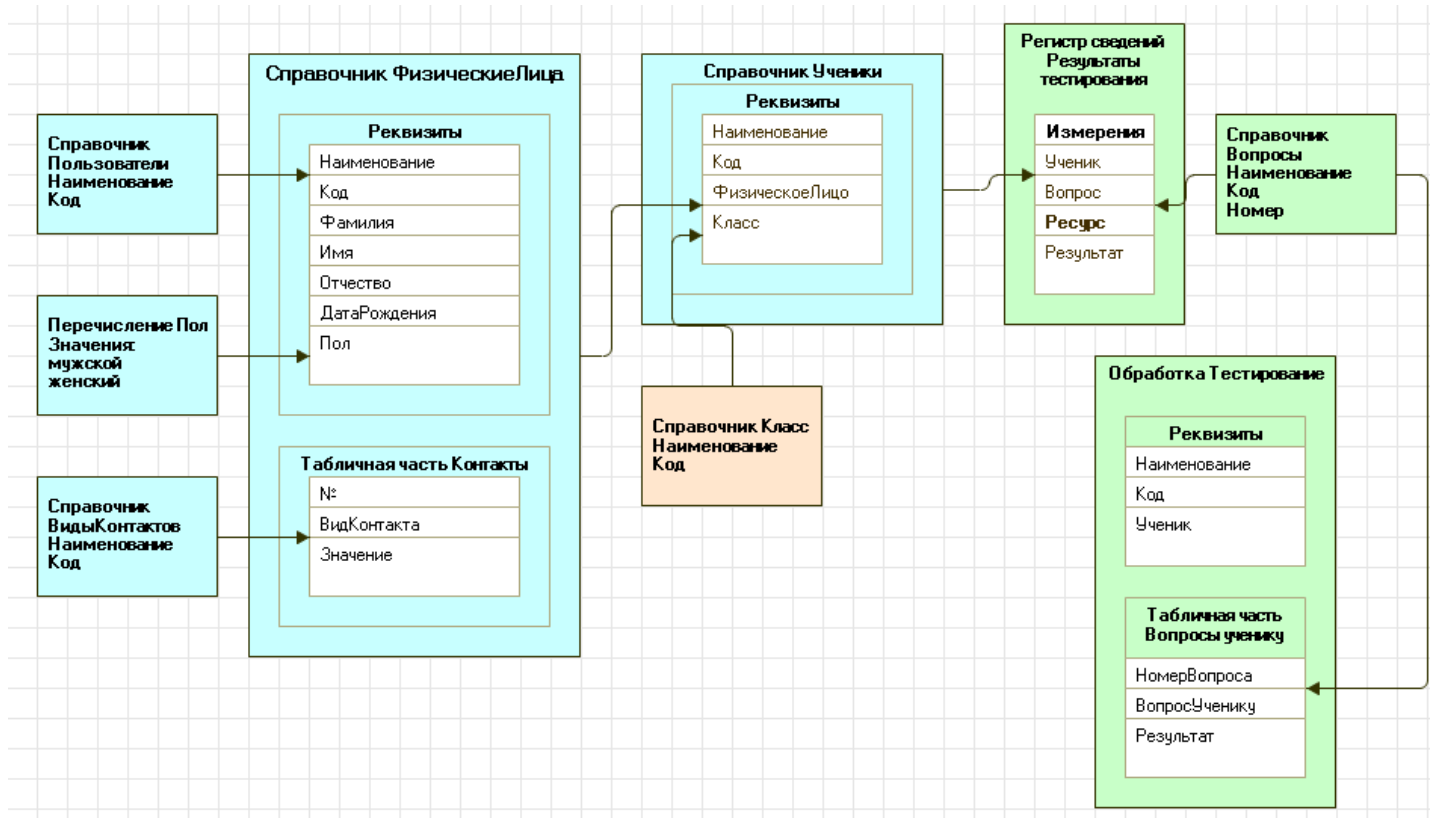 Справочник
Пользователи
Наименование
Код
Перечисление Пол
Значения:
мужской
женский
Справочник
ВидыКонтактов
Наименование
Код
Справочник ФизическиеЛица
Реквизиты
Наименование
Код
Фамилия
Имя
Отчество
ДатаРождения
Пол
Табличная часть Контакты
№
ВидКонтакта
Значение
Справочник Ученики
Реквизиты
Наименование
Код
ФизическоеЛицо
Класс
Справочник Класс
Наименование
Код
Регистр сведений
Результаты
тестирования
Измерения
Ученик
Вопрос
Ресурс
Результат
Справочник
Вопросы
Наименование
Код
Номер
Обработка Тестирование
Реквизиты
Наименование
Код
Ученик
Табличная часть
Вопросы ученику
НомерВопроса
ВопросУченику
Результат